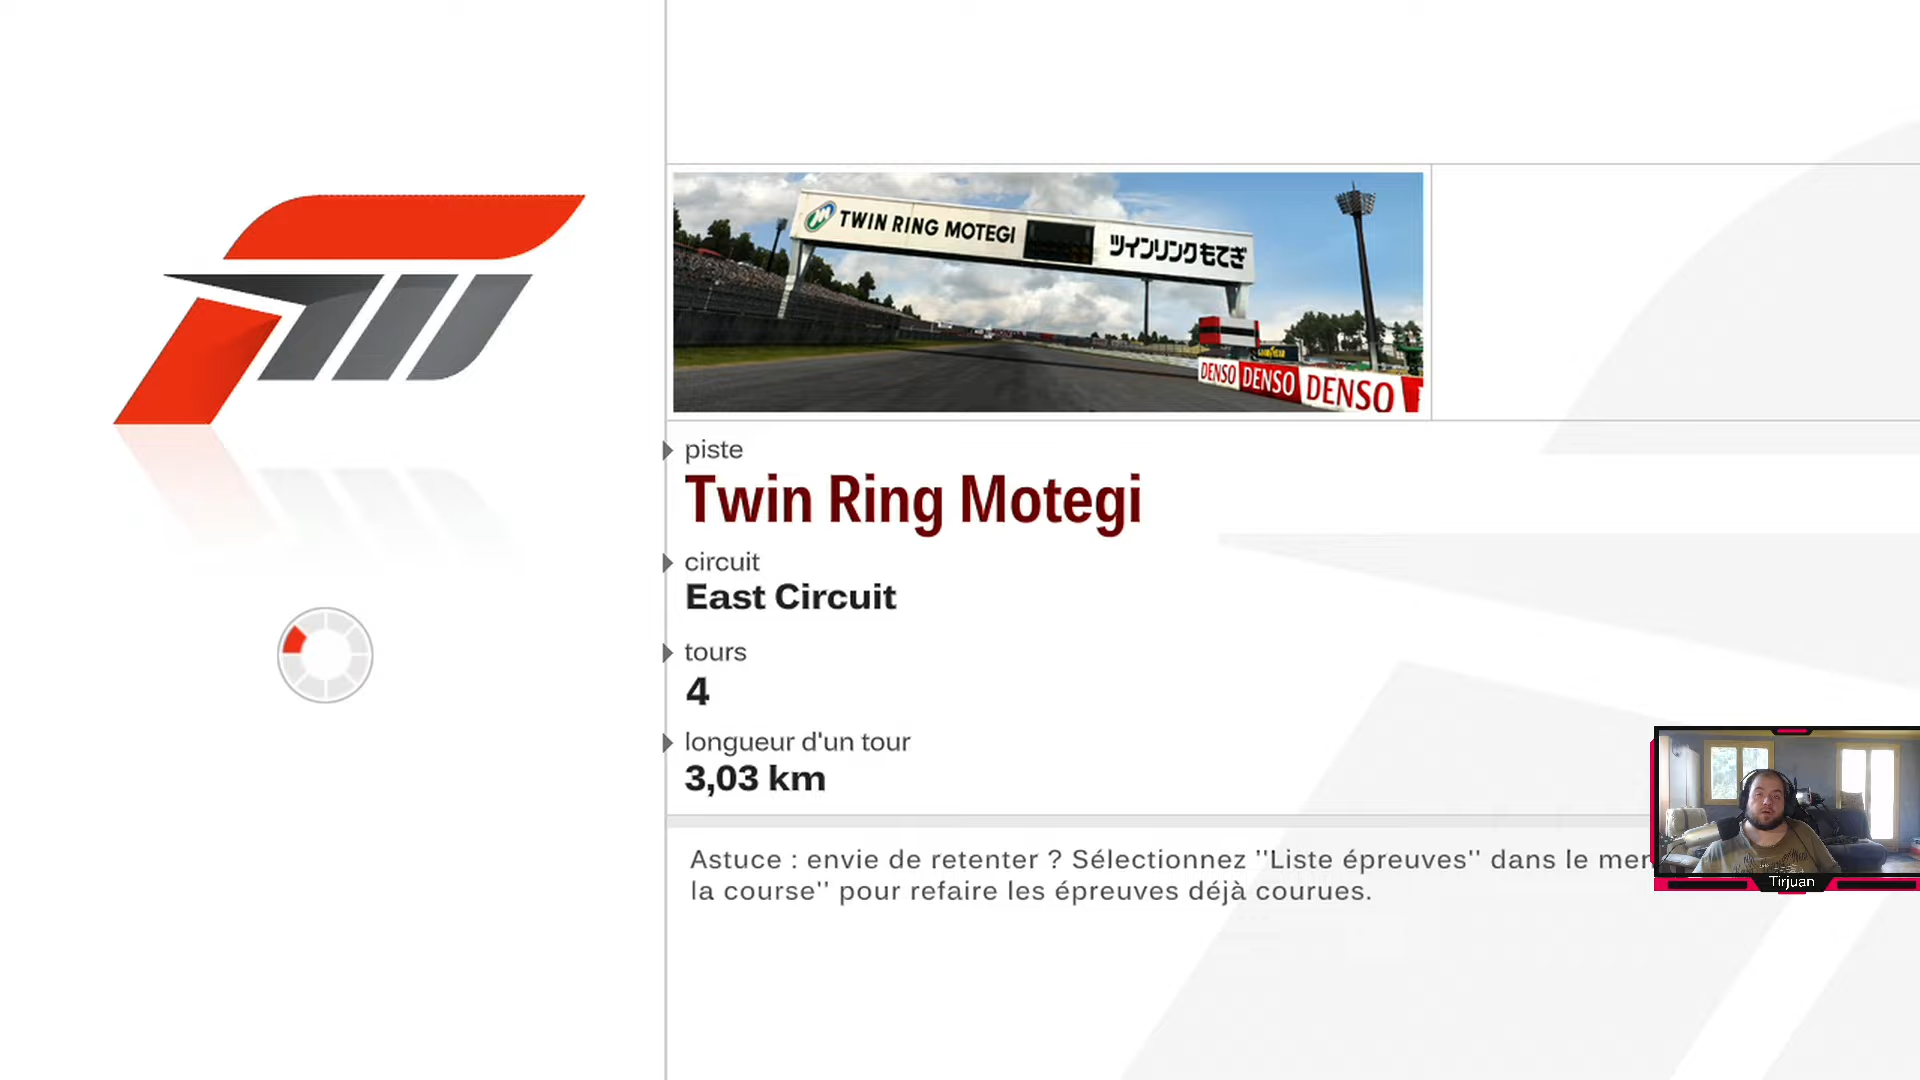 TWIN RING MOTEGI ツインリンクもてぎ
DENSO DENSO DENSO
piste
Twin Ring Motegi
circuit
East Circuit
tours
4
longueur d'un tour
3,03 km
Astuce : envie de retenter ? Sélectionnez ''Liste épreuves'' dans le
la course'' pour refaire les épreuves déjà courues.
Tirjuan